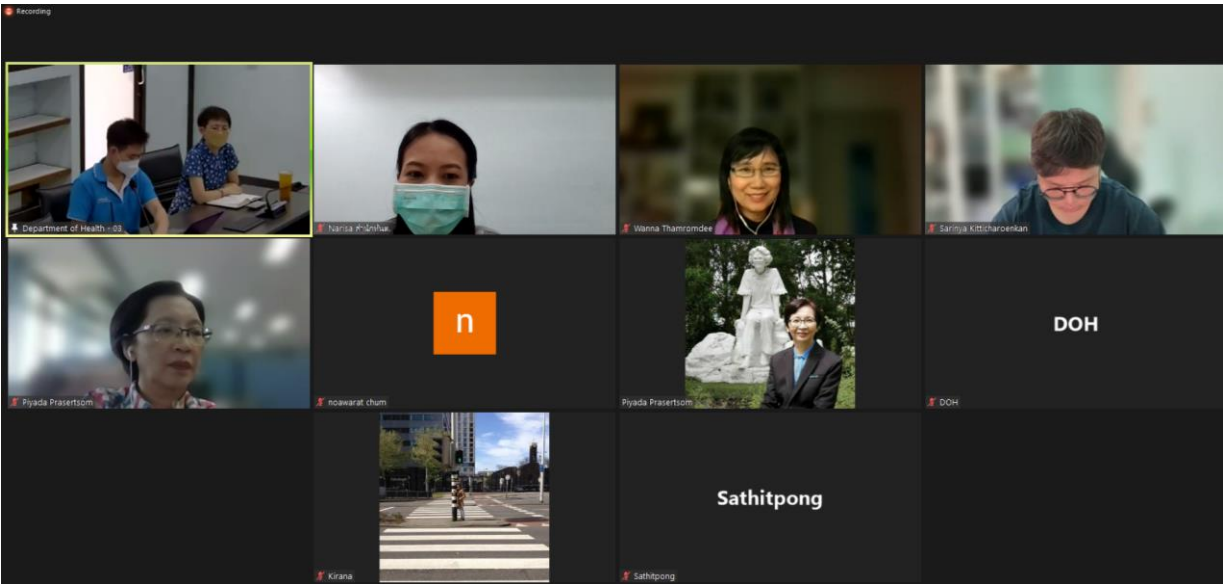 Recording
Department of Health - 03
Narisa
Wanna Thamromdee
Sarinya Kitticharoenkan
Piyada Prasertsom
n
noawarat chum
Piyada Prasertsom
DOH
DOH
Kirana
Sathitpong
Sathitpong